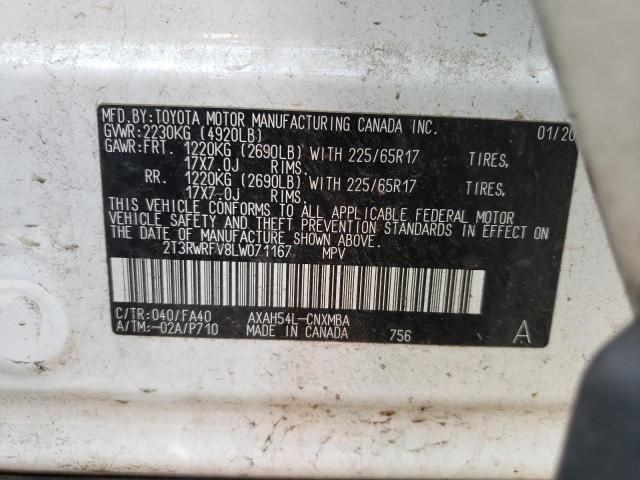 MFD.BY:TOYOTA MOTOR MANUFACTURING CANADA INC.
GVWR:2230KG (4920LB) 01/20
GAWR:FRT. 1220KG (2690LB) WITH 225/65R17 TIRES,
17X7.0J RIMS.
RR. 1220KG (2690LB) WITH 225/65R17 TIRES,
17X7-0J RIMS.
THIS VEHICLE CONFORMS TO ALL APPLICABLE FEDERAL MOTOR
VEHICLE SAFETY AND THEFT PREVENTION STANDARDS IN EFFECT ON
THE DATE OF MANUFACTURE SHOWN ABOVE.
2T3RWRFV8LW071167 MPV
C/TR:040/FA40 AXAH54L-CNXMBA
A/TM:-02A/P710 MADE IN CANADA 756 A